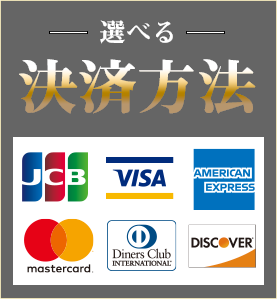 選べる
決済方法
JCB
VISA
AMERICAN
EXPRESS
mastercard.
Diners Club
INTERNATIONAL®
DISCOVER®